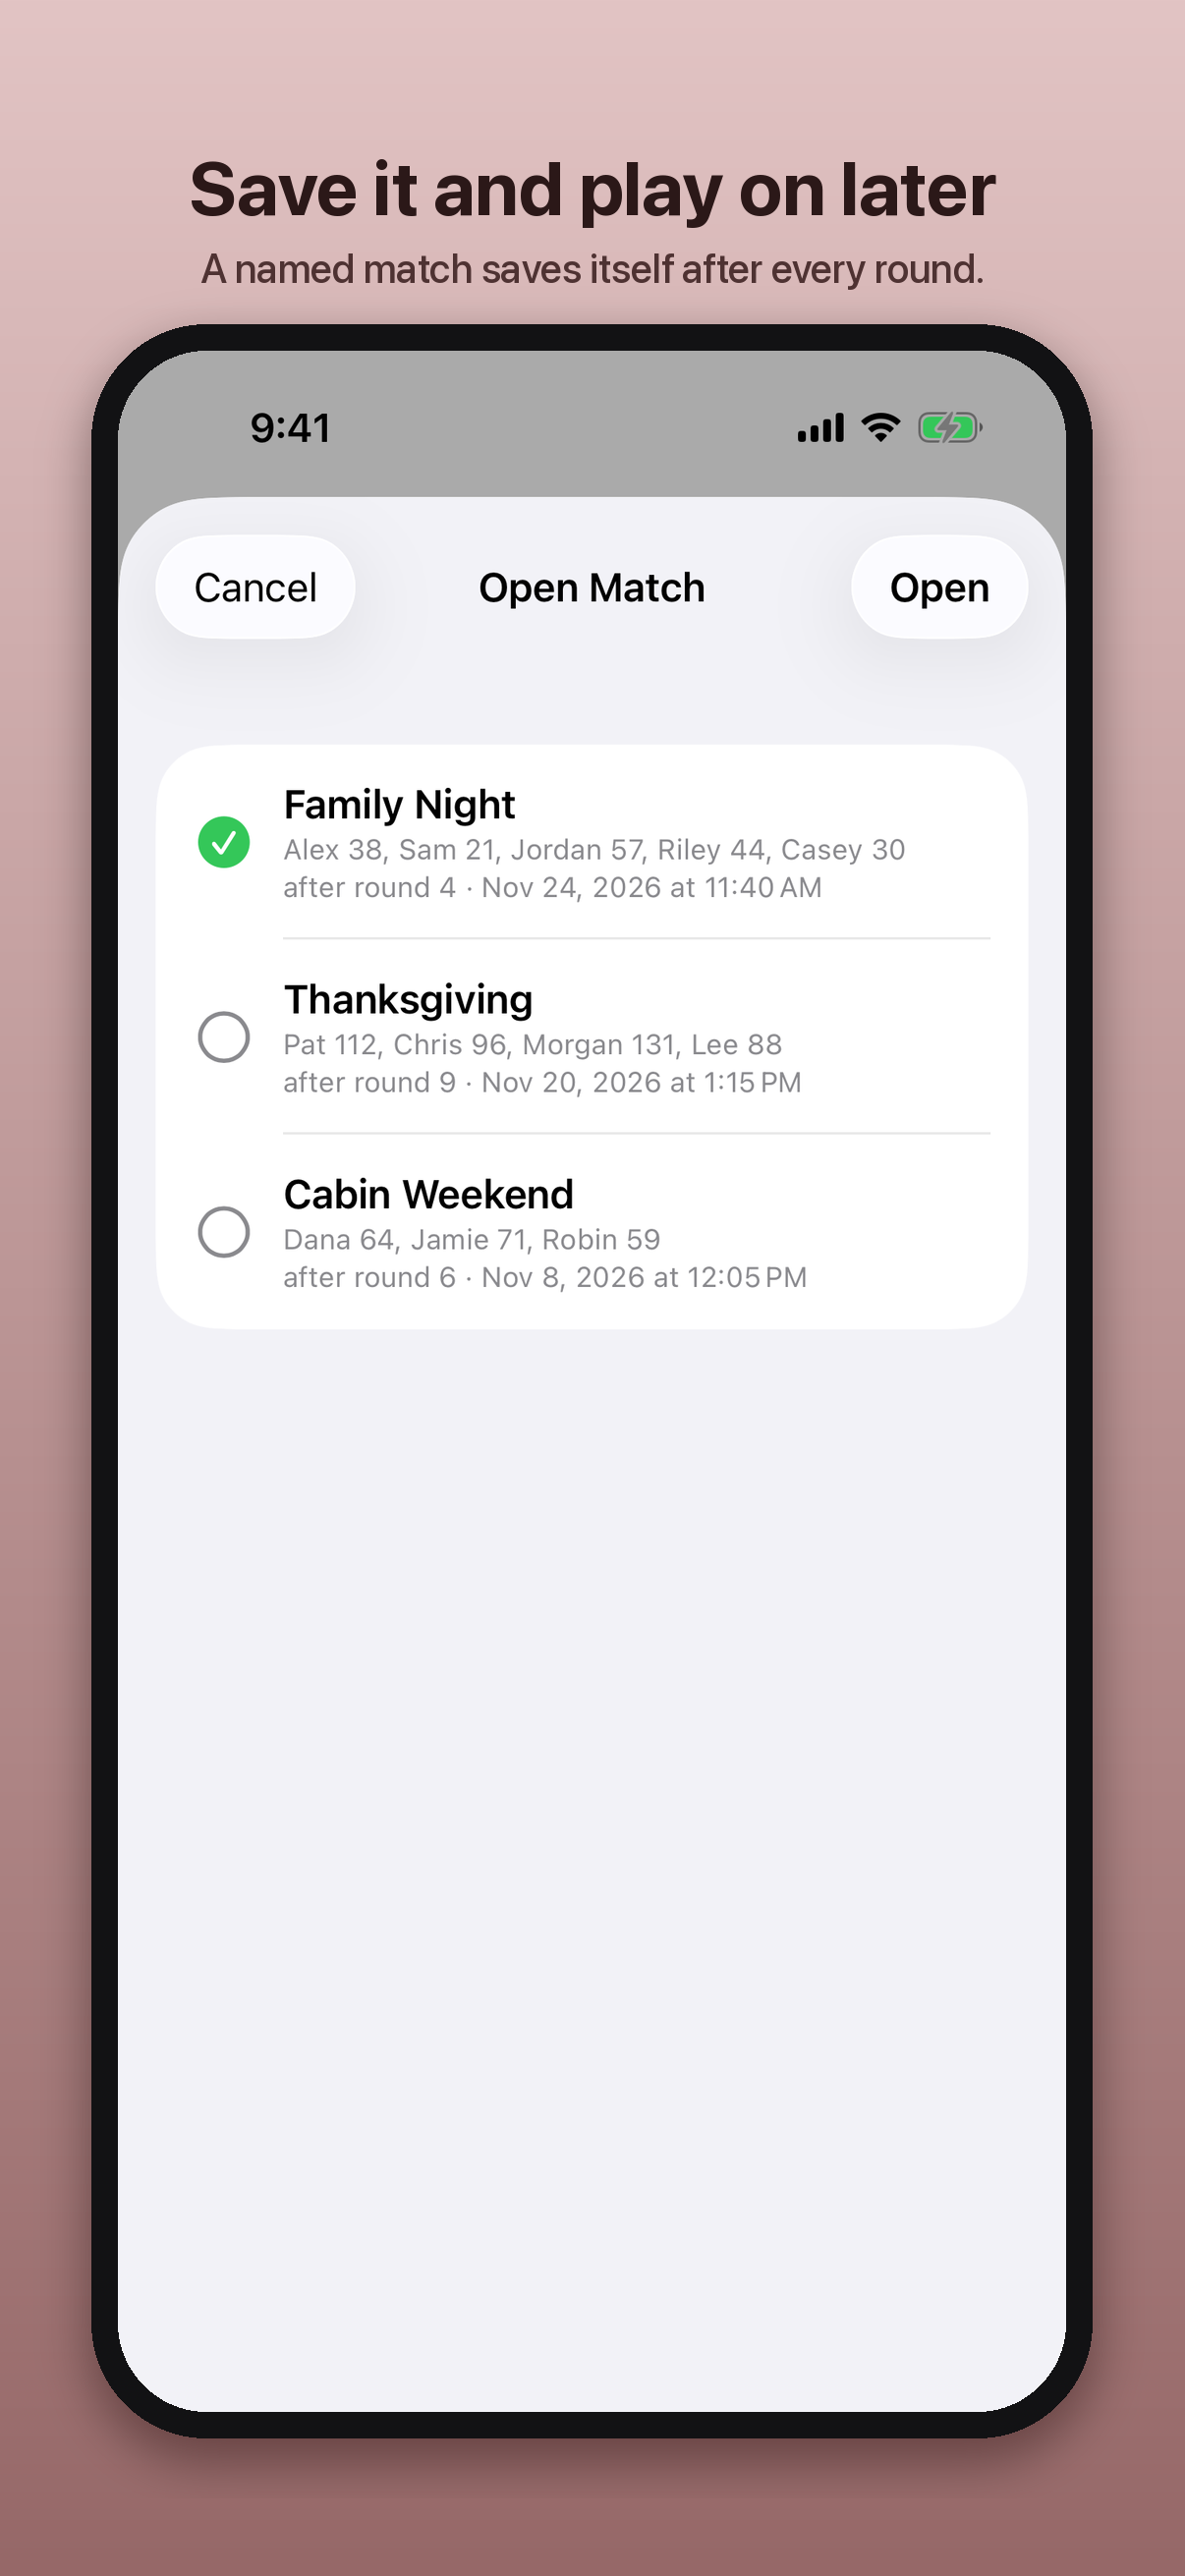 Save it and play on later
A named match saves itself after every round.
9:41
Cancel
Open Match
Open
Family Night
Alex 38, Sam 21, Jordan 57, Riley 44, Casey 30
after round 4 · Nov 24, 2026 at 11:40 AM
Thanksgiving
Pat 112, Chris 96, Morgan 131, Lee 88
after round 9 · Nov 20, 2026 at 1:15 PM
Cabin Weekend
Dana 64, Jamie 71, Robin 59
after round 6 · Nov 8, 2026 at 12:05 PM